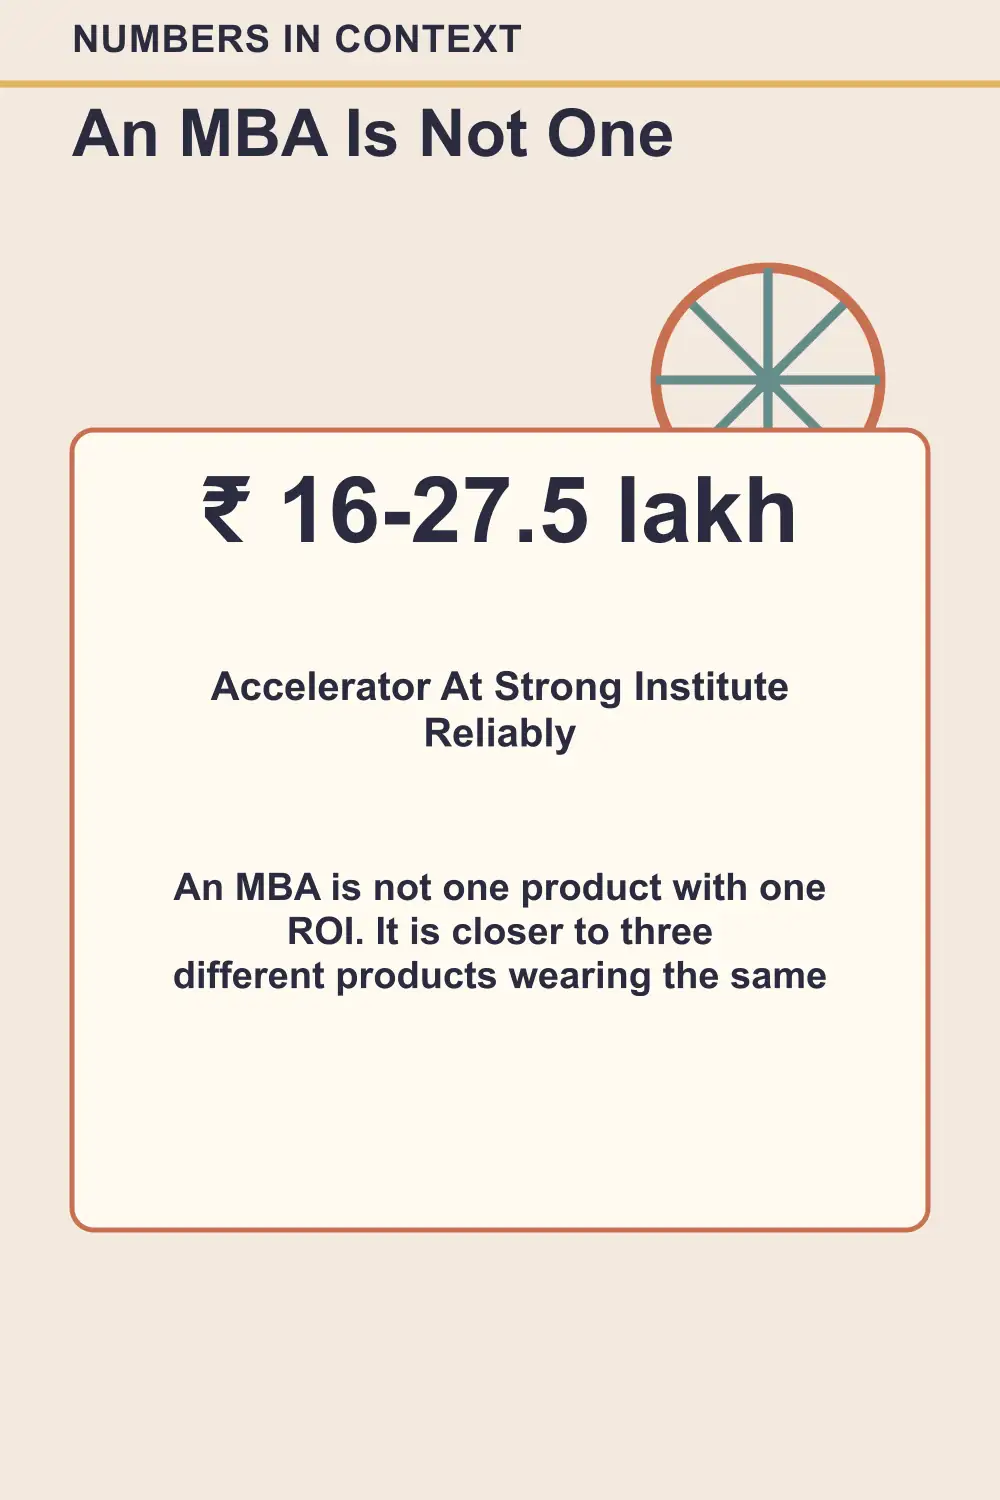 NUMBERS IN CONTEXT
An MBA Is Not One
₹ 16-27.5 lakh
Accelerator At Strong Institute
Reliably
An MBA is not one product with one
ROI. It is closer to three
different products wearing the same